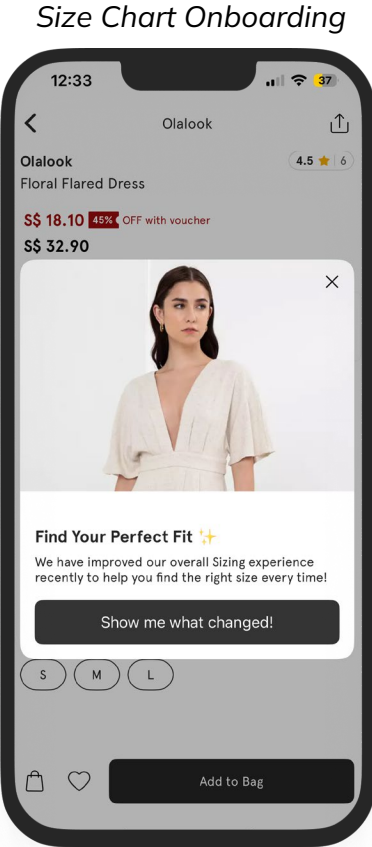 Size Chart Onboarding
12:33
37
Olalook
Olalook
4.5 ★ 6
Floral Flared Dress
S$ 18.10 45% OFF with voucher
S$ 32.90
Find Your Perfect Fit ✨
We have improved our overall Sizing experience
recently to help you find the right size every time!
Show me what changed!
S M L
Add to Bag